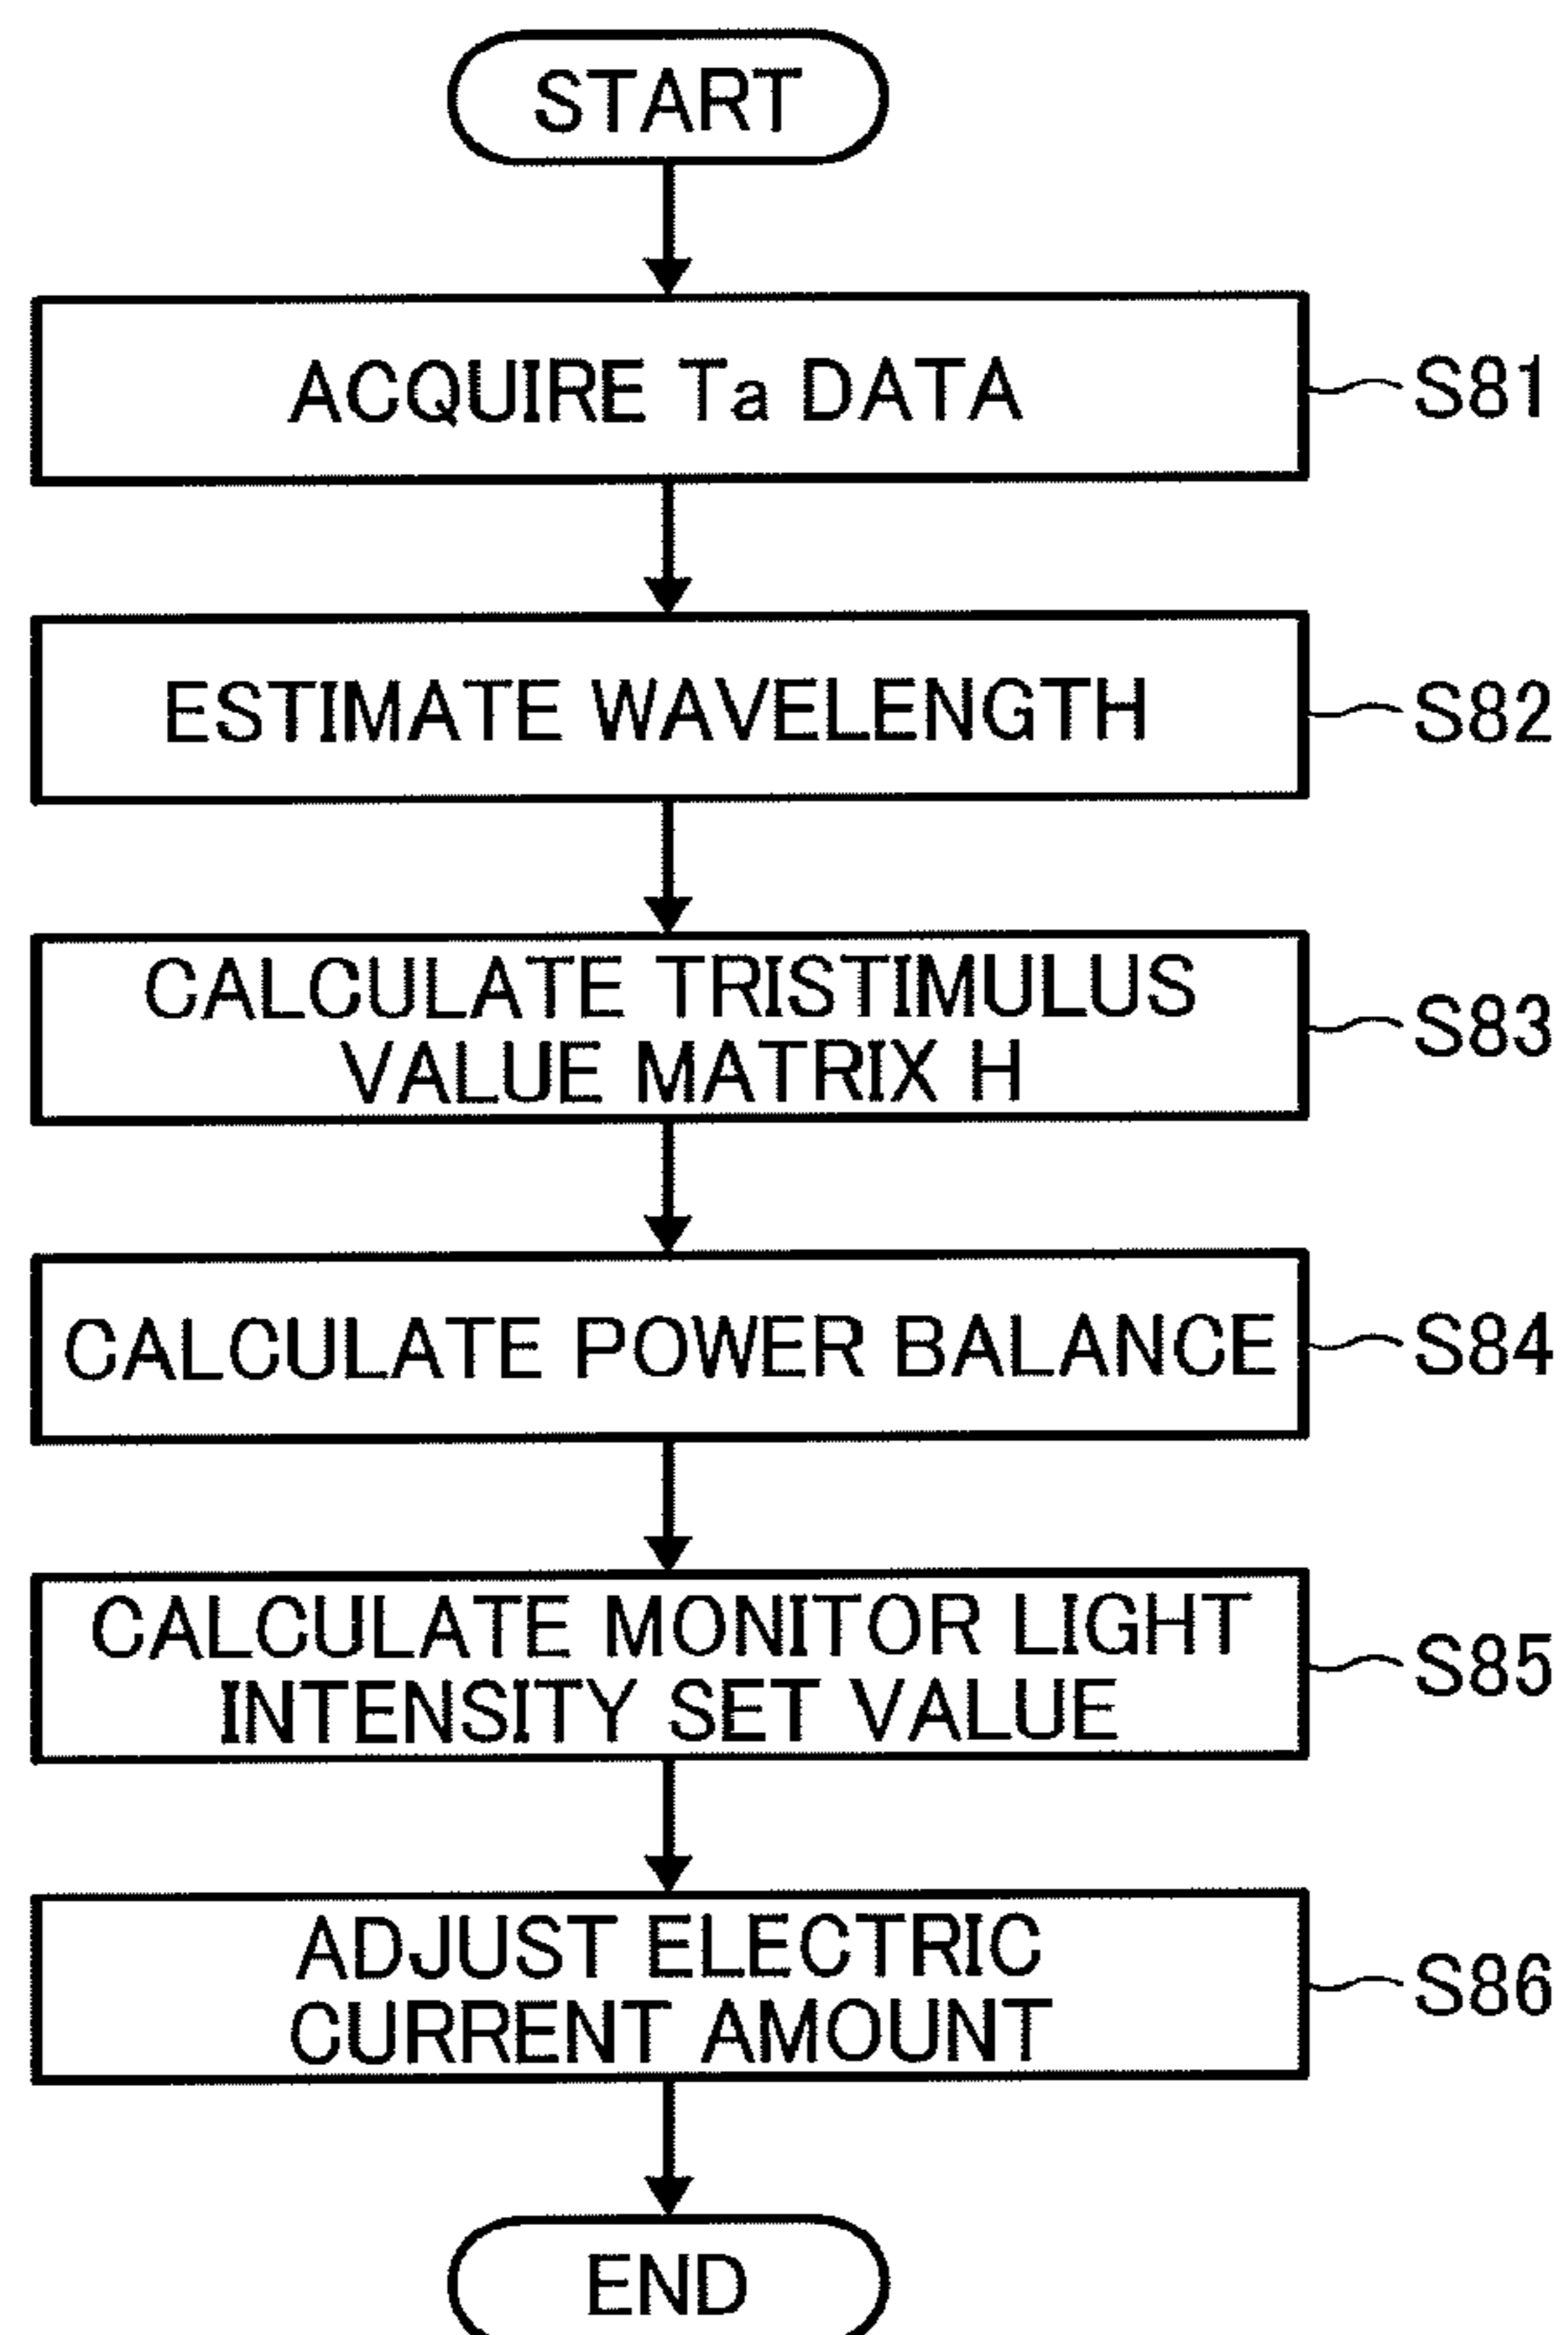 START
ACQUIRE Ta DATA
S81
ESTIMATE WAVELENGTH
S82
CALCULATE TRISTIMULUS
VALUE MATRIX H
S83
CALCULATE POWER BALANCE
S84
CALCULATE MONITOR LIGHT
INTENSITY SET VALUE
S85
ADJUST ELECTRIC
CURRENT AMOUNT
S86
END